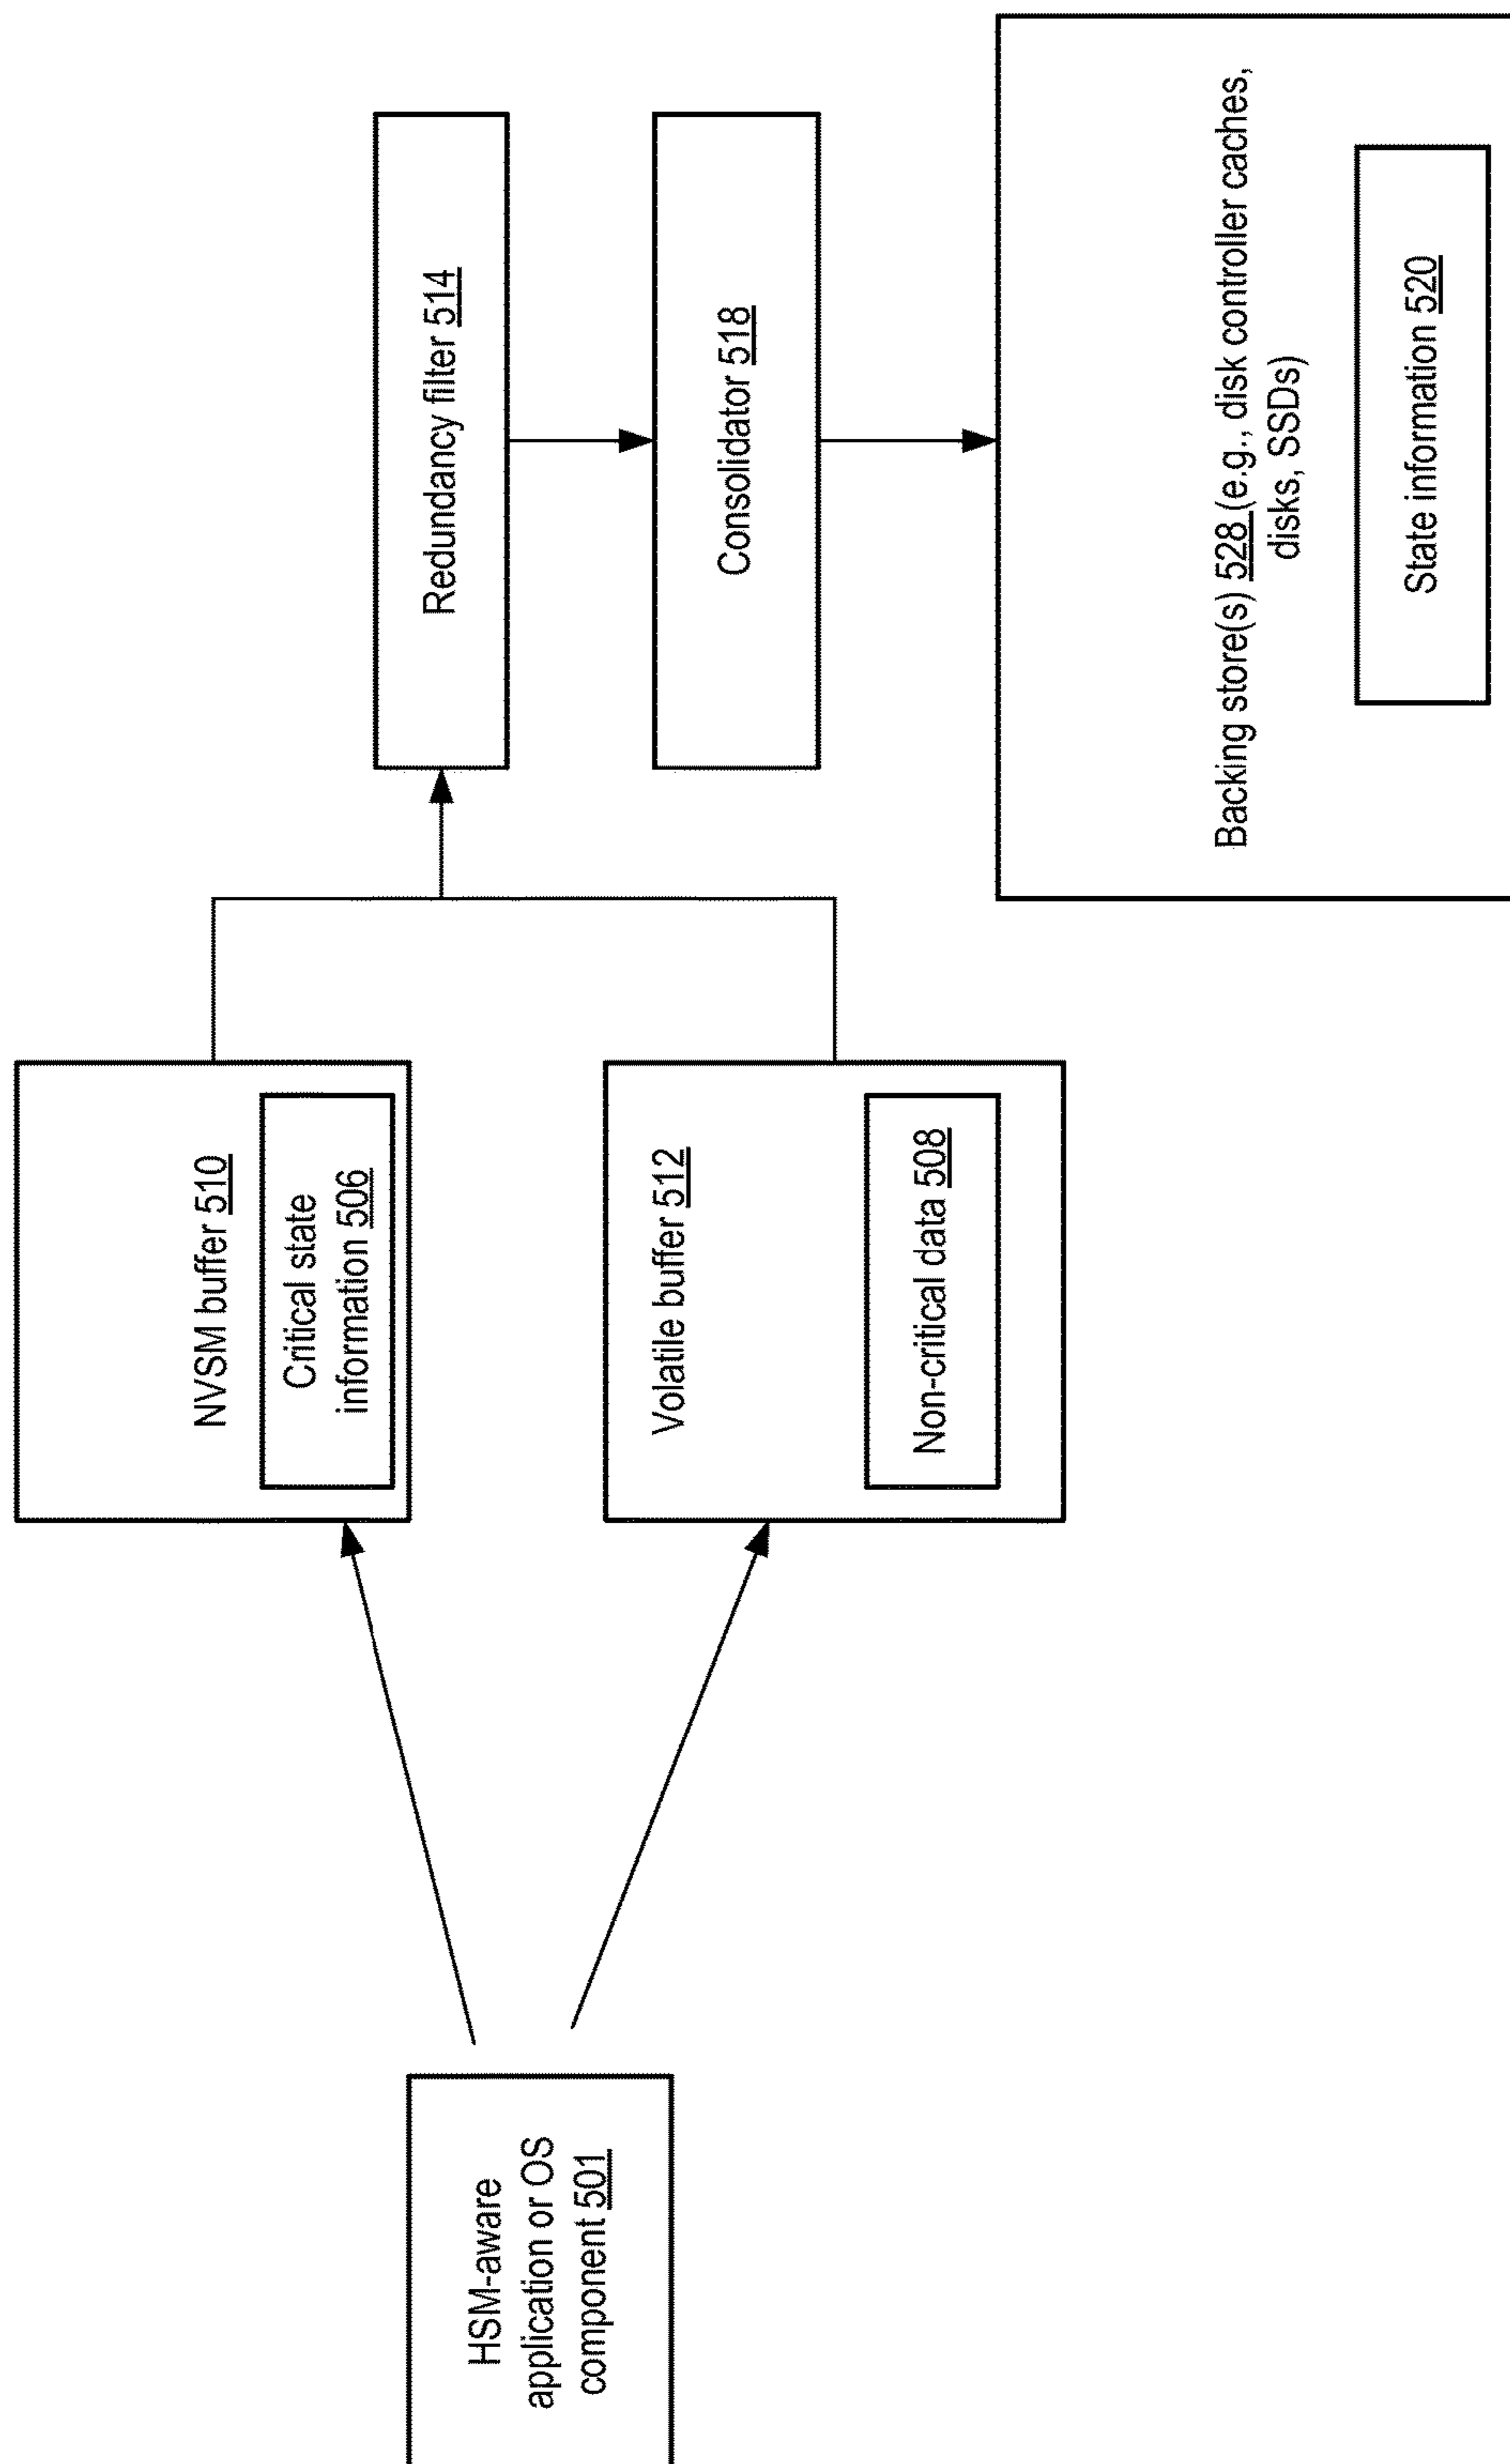 HSM-aware
application or OS
component 501
NVSM buffer 510
Critical state
information 506
Volatile buffer 512
Non-critical data 508
Redundancy filter 514
Consolidator 518
Backing store(s) 528 (e.g., disk controller caches,
disks, SSDs)
State information 520